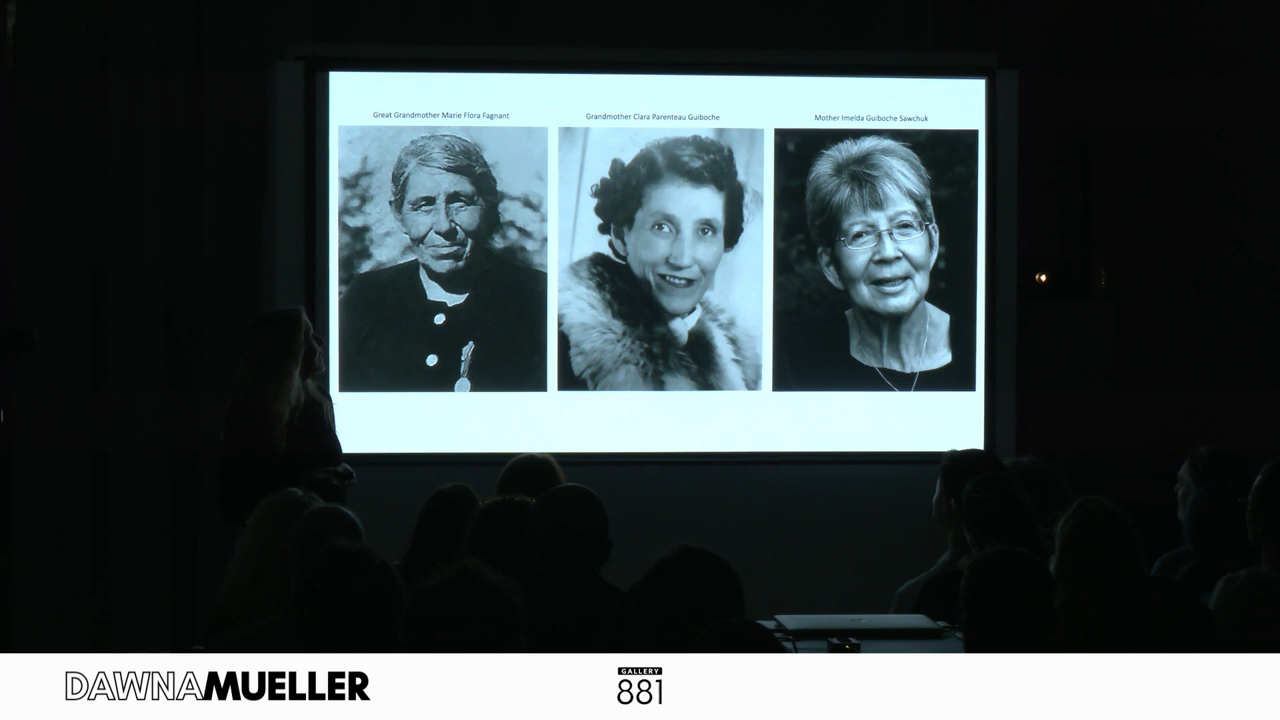 Great Grandmother Marie Flora Fagnant
Grandmother Clara Parenteau Guiboche
Mother Imelda Guiboche Sawchuk
DAWNAMUELLER
GALLERY
881